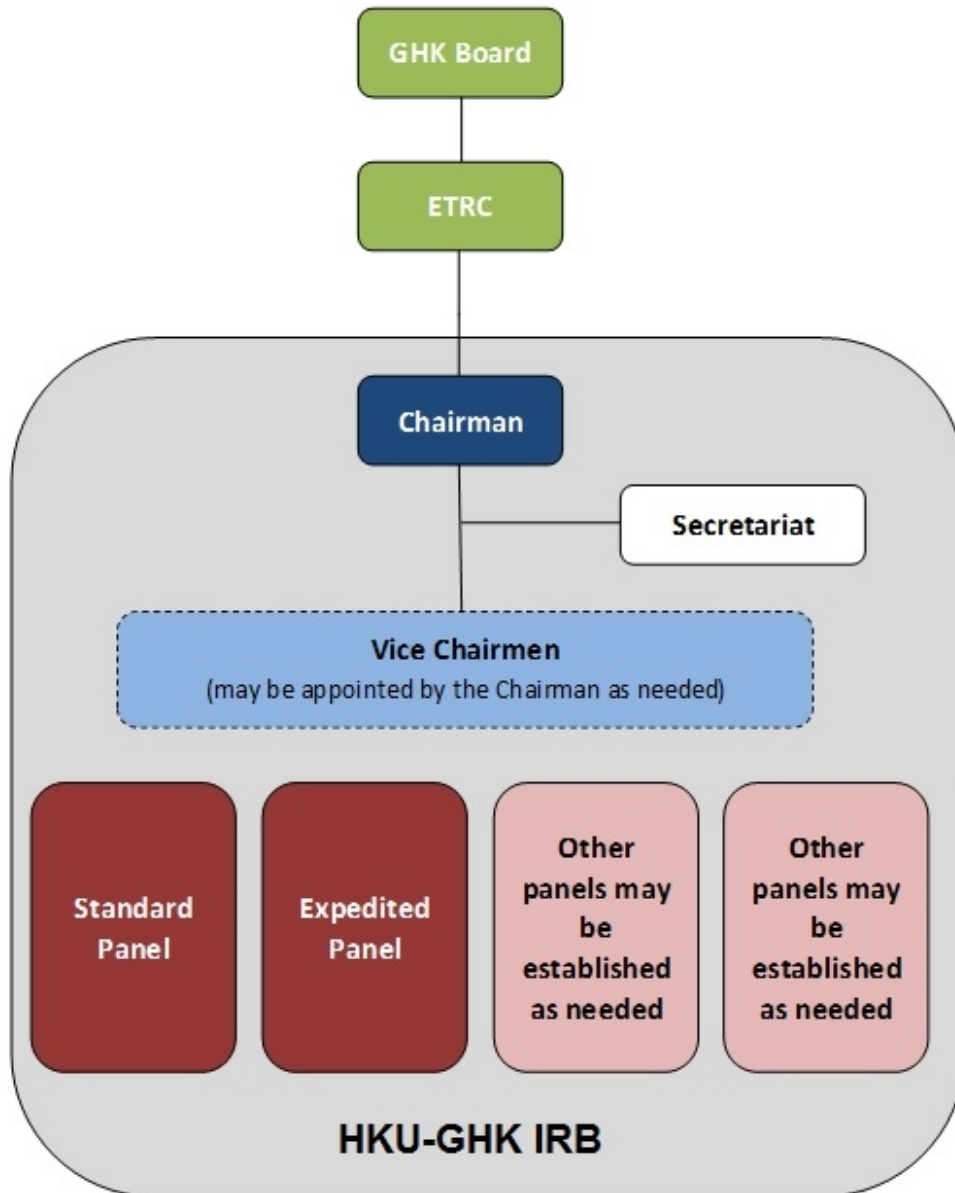 GHK Board
ETRC
Chairman
Secretariat
Vice Chairmen
(may be appointed by the Chairman as needed)
Standard
Panel
Expedited
Panel
Other
panels may
be
established
as needed
Other
panels may
be
established
as needed
HKU-GHK IRB